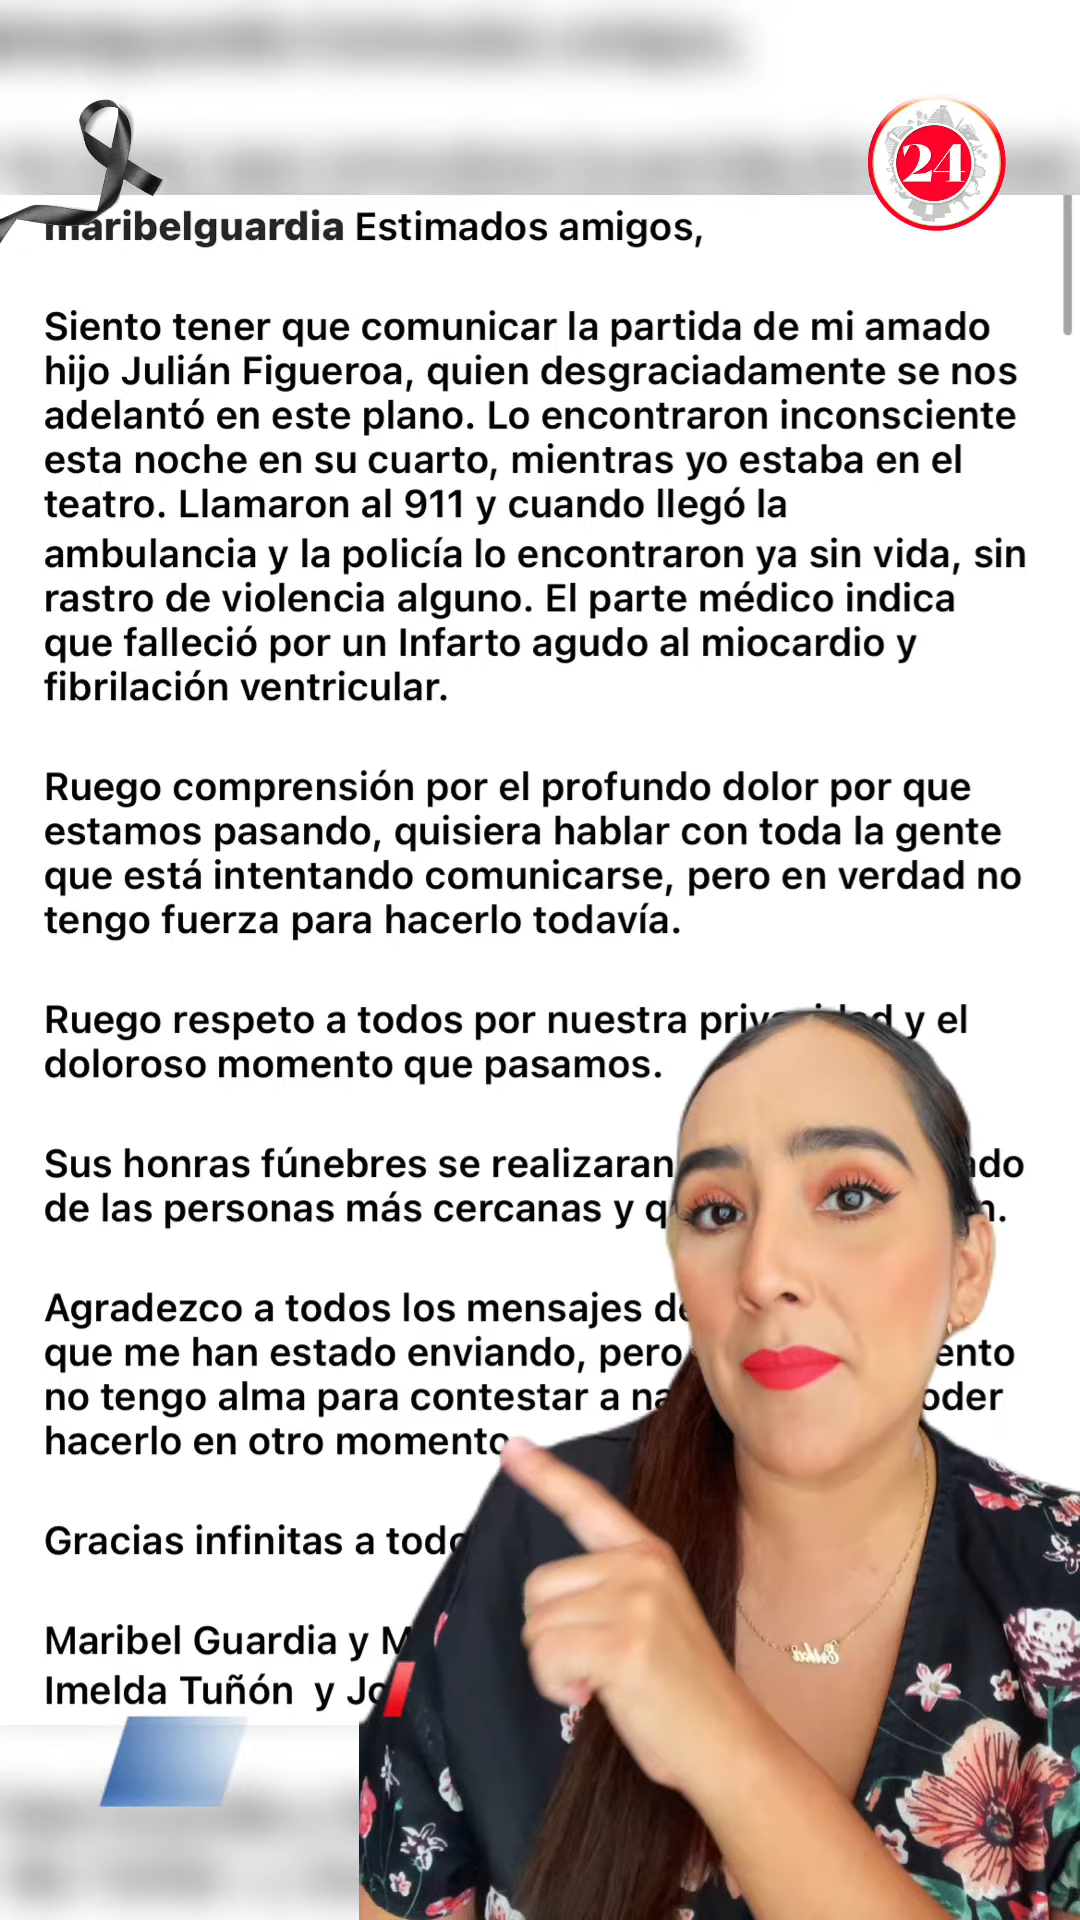 24
maribelguardia Estimados amigos,
Siento tener que comunicar la partida de mi amado
hijo Julián Figueroa, quien desgraciadamente se nos
adelantó en este plano. Lo encontraron inconsciente
esta noche en su cuarto, mientras yo estaba en el
teatro. Llamaron al 911 y cuando llegó la
ambulancia y la policía lo encontraron ya sin vida, sin
rastro de violencia alguno. El parte médico indica
que falleció por un Infarto agudo al miocardio y
fibrilación ventricular.
Ruego comprensión por el profundo dolor por que
estamos pasando, quisiera hablar con toda la gente
que está intentando comunicarse, pero en verdad no
tengo fuerza para hacerlo todavía.
Ruego respeto a todos por nuestra privacidad y el
doloroso momento que pasamos.
Sus honras fúnebres se realizaran
de las personas más cercanas y
Agradezco a todos los mensajes
que me han estado enviando, pero
no tengo alma para contestar a
hacerlo en otro momento
Gracias infinitas a
Maribel Guardia y
Imelda Tuñón y
Erika